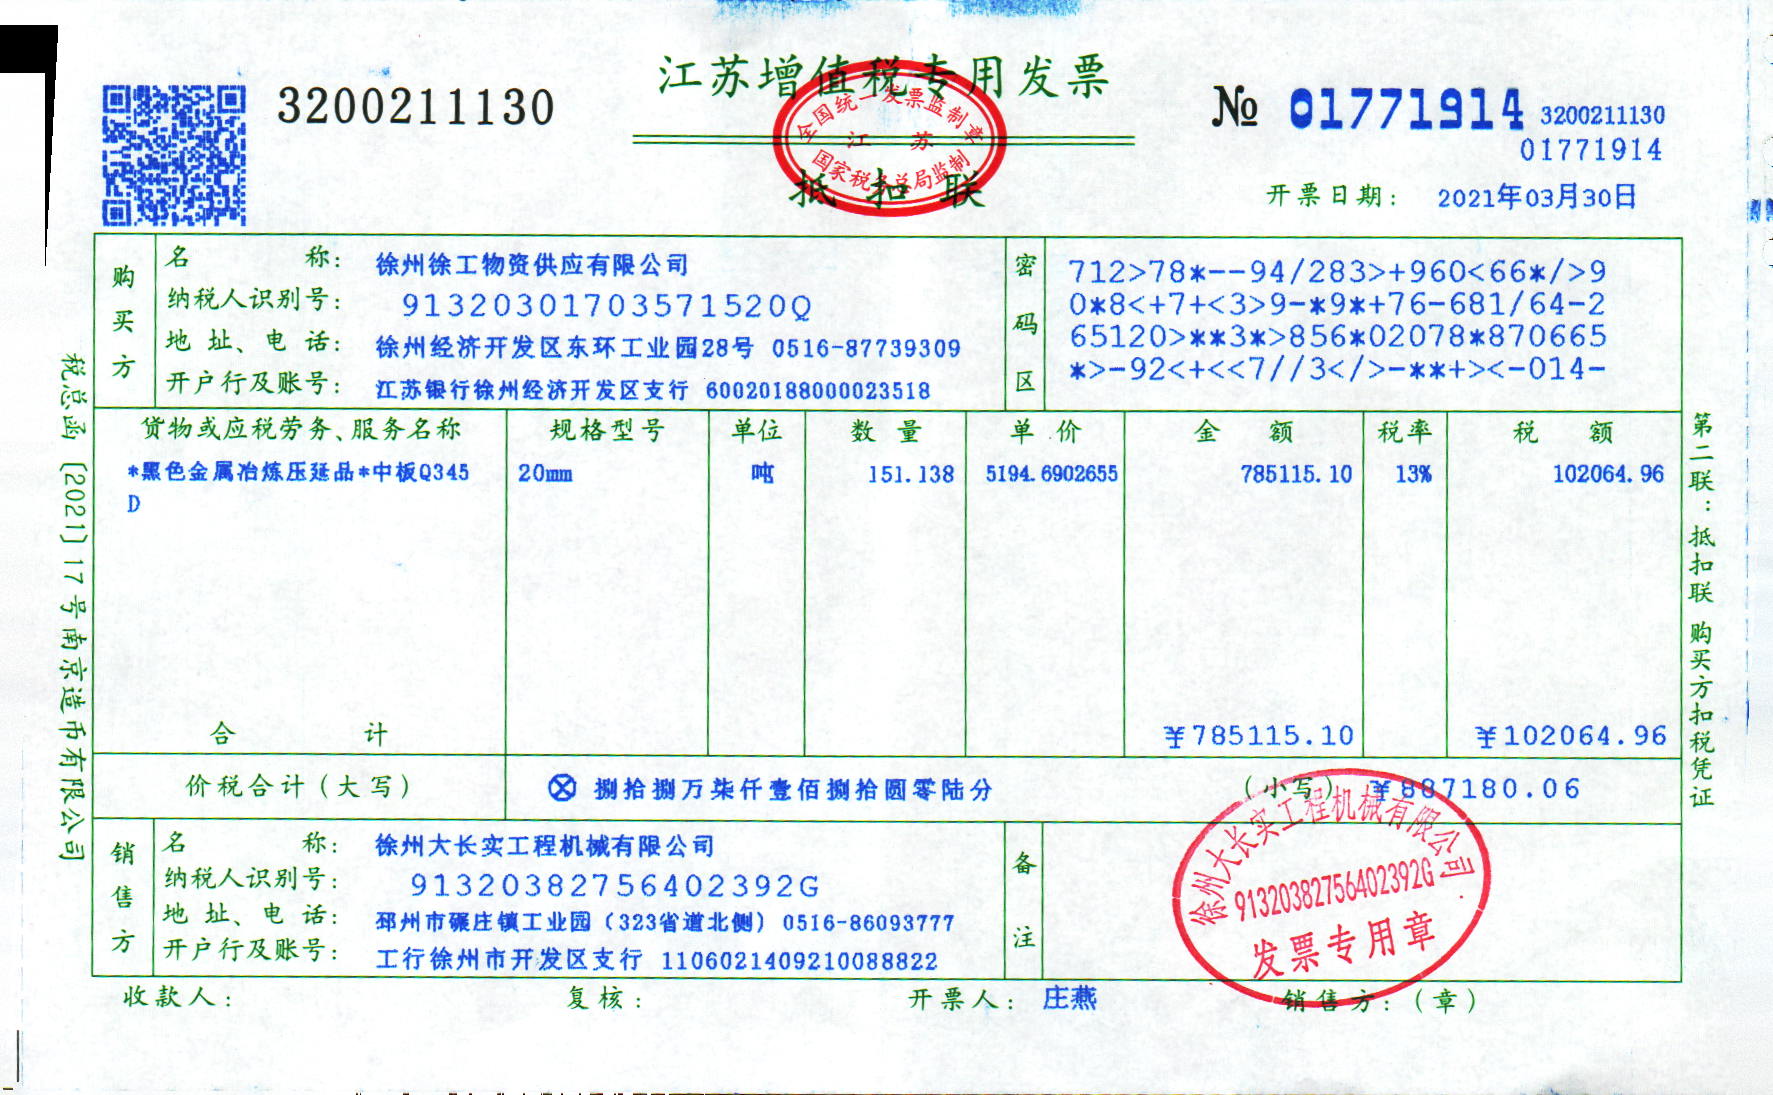 江苏增值税专用发票
全国统一发票监制章
江 苏
国家税务总局监制
抵 扣 联
3200211130
№ 01771914
3200211130
01771914
开票日期： 2021年03月30日
购买方
名 称： 徐州徐工物资供应有限公司
纳税人识别号： 91320301703571520Q
地 址、电 话： 徐州经济开发区东环工业园28号 0516-87739309
开户行及账号： 江苏银行徐州经济开发区支行 60020188000023518
密码区
712>78*--94/283>+960<66*/>9
0*8<+7+<3>9-*9*+76-681/64-2
65120>**3*>856*02078*870665
*>-92<+<<7//3</>-**+><-014-
货物或应税劳务、服务名称 规格型号 单位 数 量 单 价 金 额 税率 税 额
*黑色金属冶炼压延品*中板Q345 20mm 吨 151.138 5194.6902655 785115.10 13% 102064.96
D
合 计 ¥785115.10 ¥102064.96
价税合计（大写） ⊗ 捌拾捌万柒仟壹佰捌拾圆零陆分 （小写） ¥887180.06
销售方
名 称： 徐州大长实工程机械有限公司
纳税人识别号： 91320382756402392G
地 址、电 话： 邳州市碾庄镇工业园（323省道北侧）0516-86093777
开户行及账号： 工行徐州市开发区支行 1106021409210088822
备注
徐州大长实工程机械有限公司
91320382756402392G
发票专用章
收款人： 复核： 开票人： 庄燕 销售方：（章）
税总函〔2021〕17号南京造币有限公司
第二联：抵扣联 购买方扣税凭证